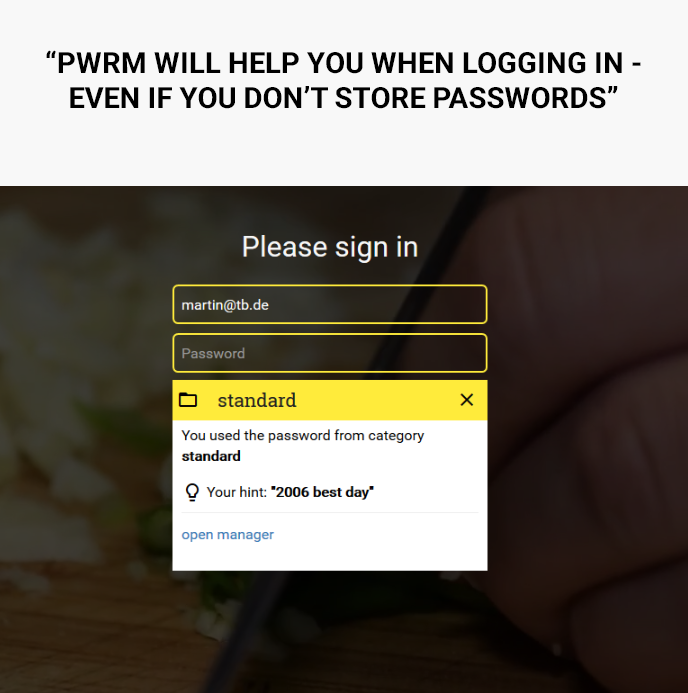 “PWRM WILL HELP YOU WHEN LOGGING IN -
EVEN IF YOU DON’T STORE PASSWORDS”
Please sign in
martin@tb.de
Password
standard
You used the password from category
standard
Your hint: "2006 best day"
open manager